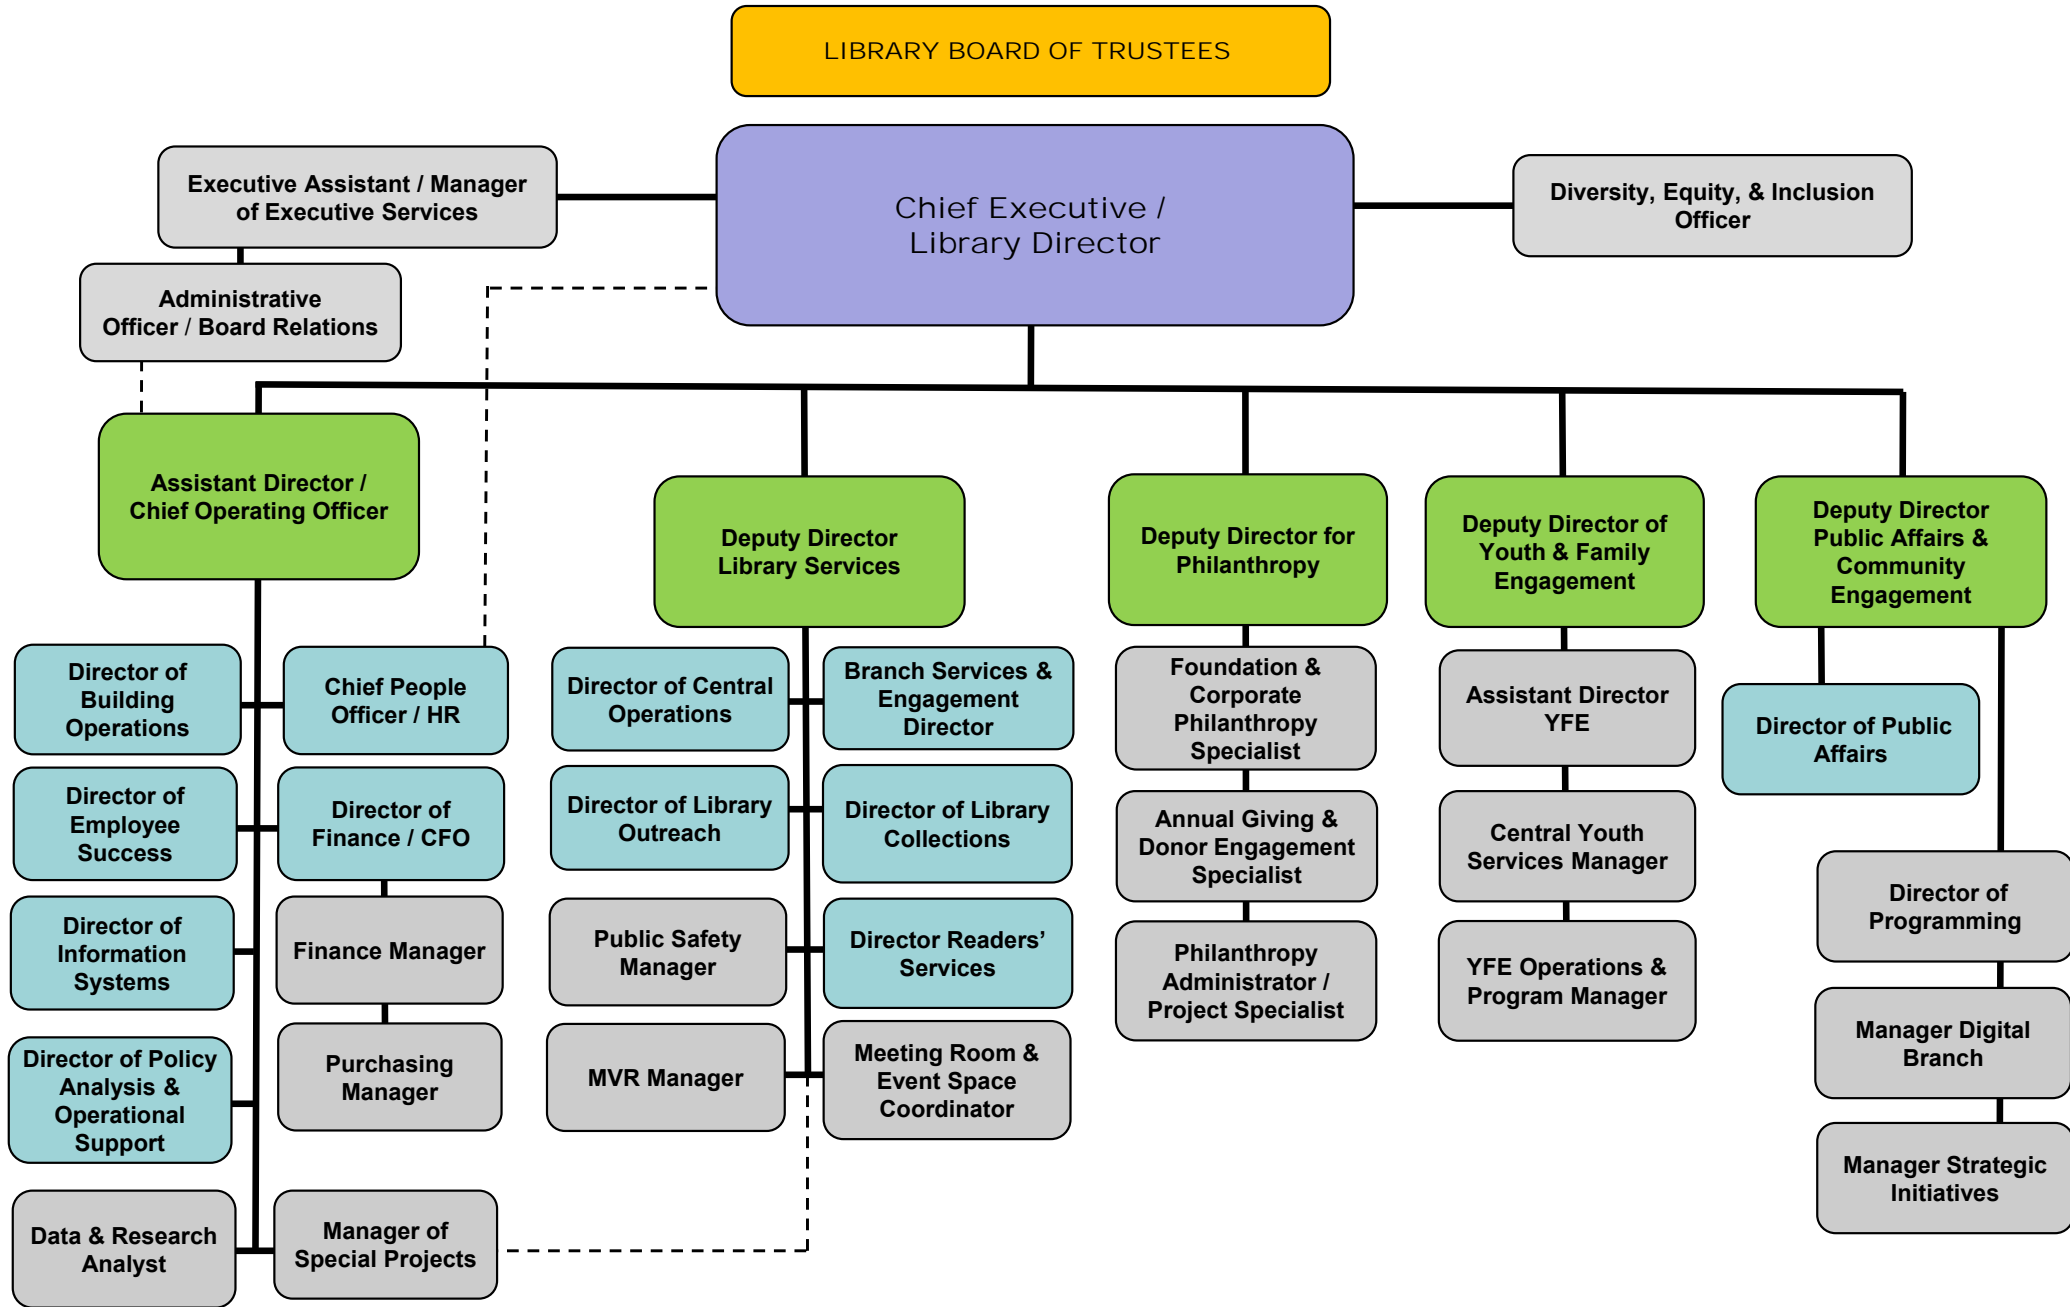 LIBRARY BOARD OF TRUSTEES
Executive Assistant / Manager
of Executive Services
Chief Executive /
Library Director
Diversity, Equity, & Inclusion
Officer
Administrative
Officer / Board Relations
Assistant Director /
Chief Operating Officer
Deputy Director
Library Services
Deputy Director for
Philanthropy
Deputy Director of
Youth & Family
Engagement
Deputy Director
Public Affairs &
Community
Engagement
Director of
Building
Operations
Chief People
Officer / HR
Director of
Employee
Success
Director of
Finance / CFO
Director of
Information
Systems
Finance Manager
Director of Policy
Analysis &
Operational
Support
Purchasing
Manager
Data & Research
Analyst
Manager of
Special Projects
Director of Central
Operations
Branch Services &
Engagement
Director
Director of Library
Outreach
Director of Library
Collections
Public Safety
Manager
Director Readers’
Services
MVR Manager
Meeting Room &
Event Space
Coordinator
Foundation &
Corporate
Philanthropy
Specialist
Annual Giving &
Donor Engagement
Specialist
Philanthropy
Administrator /
Project Specialist
Assistant Director
YFE
Central Youth
Services Manager
YFE Operations &
Program Manager
Director of Public
Affairs
Director of
Programming
Manager Digital
Branch
Manager Strategic
Initiatives